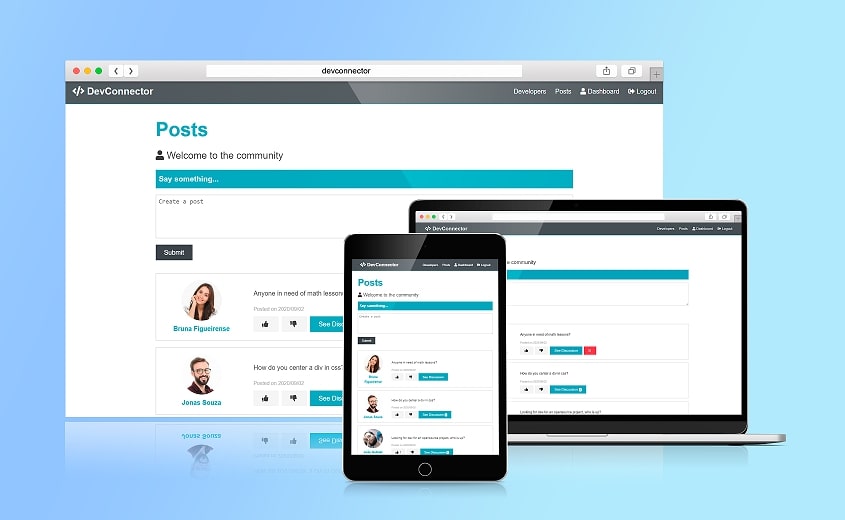 devconnector
DevConnector
Developers Posts Dashboard Logout
Posts
Welcome to the community
Say something...
Create a post
Submit
Anyone in need of math lessons
Posted on 2020/09/02
See Disc
Bruna Figueirense
How do you center a div in css?
Posted on 2020/09/02
See Dis
Jonas Souza
DevConnector
Developers Posts Dashboard Logout
Posts
Welcome to the community
Say something...
Create a post
Submit
Anyone in need of math lessons?
See Discussion
Bruna
Figueirense
How do you center a div in css?
See Discussion
Jonas Souza
Looking for dev for an opensource project, who is up?
See Discussion
DevConnector
Developers Posts Dashboard Logout
community
Anyone in need of math lessons?
See Discussion
How do you center a div in css?
See Discussion
Looking for dev for an opensource project, who is up?